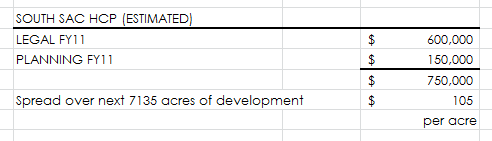 SOUTH SAC HCP (ESTIMATED)
LEGAL FY11 $ 600,000
PLANNING FY11 $ 150,000
$ 750,000
Spread over next 7135 acres of development $ 105
per acre